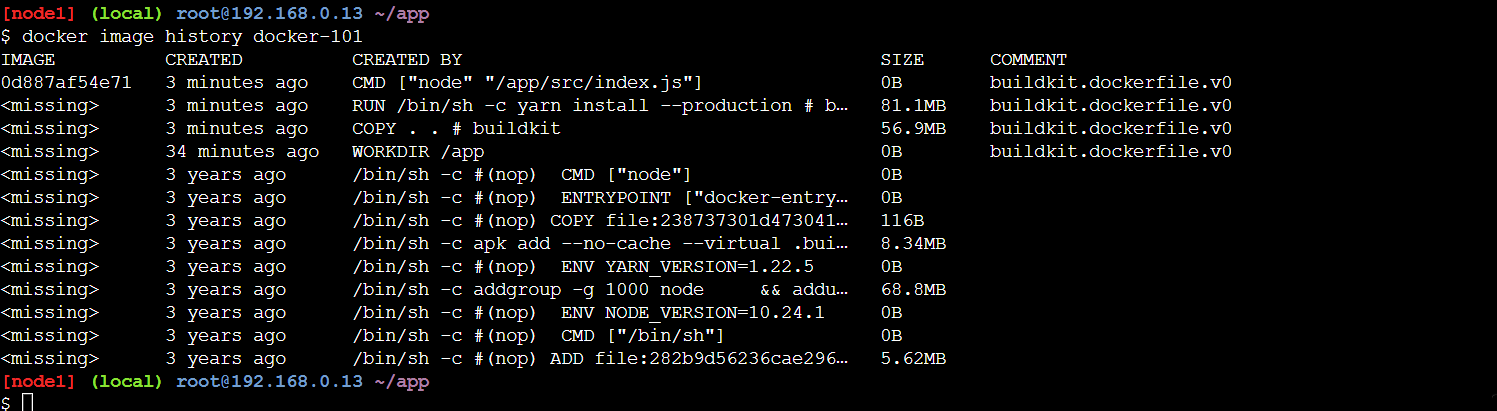 [node1] (local) root@192.168.0.13 ~/app
$ docker image history docker-101
IMAGE CREATED CREATED BY SIZE COMMENT
0d887af54e71 3 minutes ago CMD ["node" "/app/src/index.js"] 0B buildkit.dockerfile.v0
<missing> 3 minutes ago RUN /bin/sh -c yarn install --production # b… 81.1MB buildkit.dockerfile.v0
<missing> 3 minutes ago COPY . . # buildkit 56.9MB buildkit.dockerfile.v0
<missing> 34 minutes ago WORKDIR /app 0B buildkit.dockerfile.v0
<missing> 3 years ago /bin/sh -c #(nop)  CMD ["node"] 0B
<missing> 3 years ago /bin/sh -c #(nop)  ENTRYPOINT ["docker-entry… 0B
<missing> 3 years ago /bin/sh -c #(nop) COPY file:238737301d473041… 116B
<missing> 3 years ago /bin/sh -c apk add --no-cache --virtual .bui… 8.34MB
<missing> 3 years ago /bin/sh -c #(nop)  ENV YARN_VERSION=1.22.5 0B
<missing> 3 years ago /bin/sh -c addgroup -g 1000 node     && addu… 68.8MB
<missing> 3 years ago /bin/sh -c #(nop)  ENV NODE_VERSION=10.24.1 0B
<missing> 3 years ago /bin/sh -c #(nop)  CMD ["/bin/sh"] 0B
<missing> 3 years ago /bin/sh -c #(nop) ADD file:282b9d56236cae296… 5.62MB
[node1] (local) root@192.168.0.13 ~/app
$